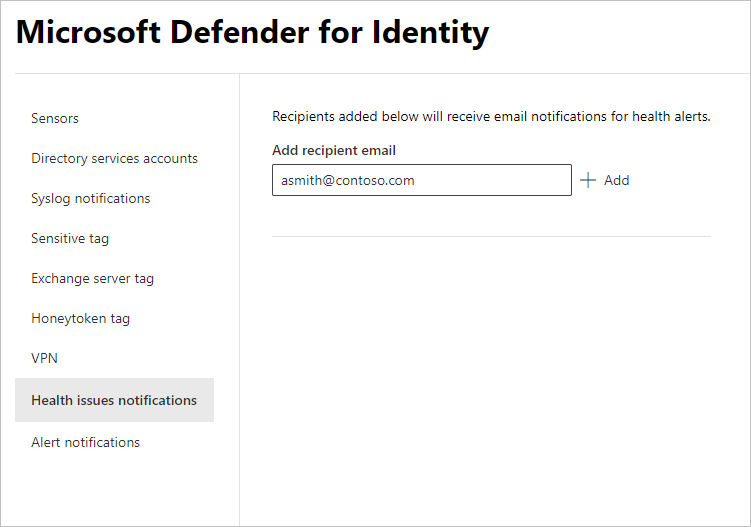 Microsoft Defender for Identity
Sensors
Directory services accounts
Syslog notifications
Sensitive tag
Exchange server tag
Honeytoken tag
VPN
Health issues notifications
Alert notifications
Recipients added below will receive email notifications for health alerts.
Add recipient email
asmith@contoso.com
Add